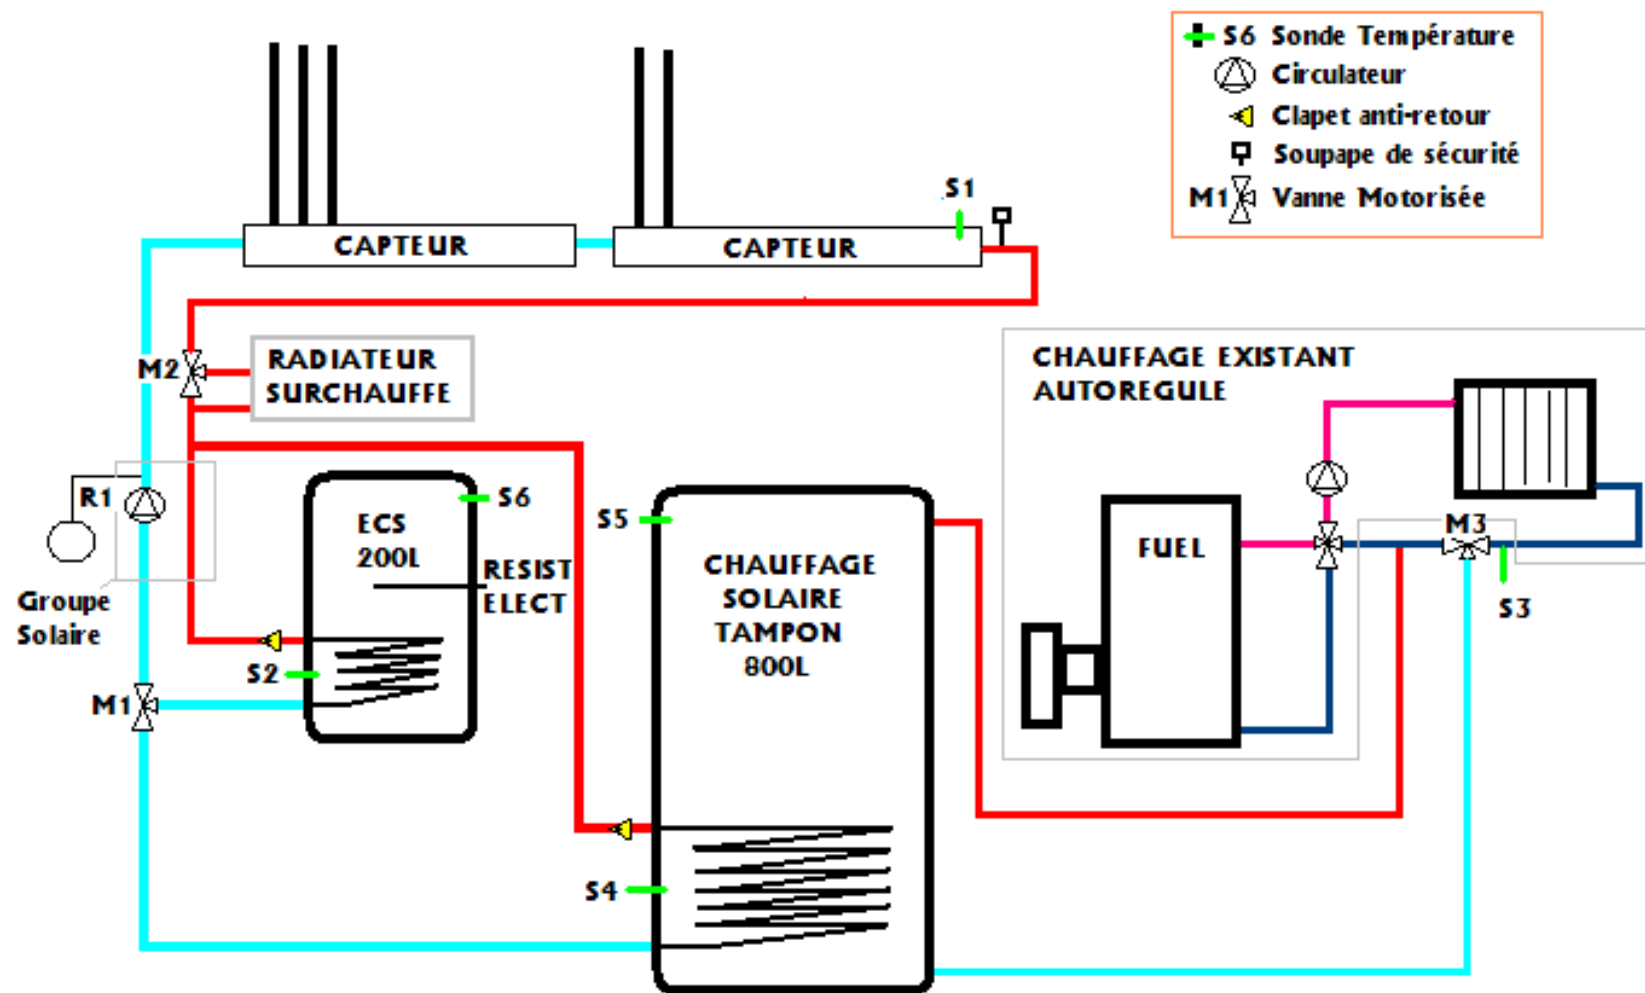 S6 Sonde Température
Circulateur
Clapet anti-retour
Soupape de sécurité
M1 Vanne Motorisée
S1
CAPTEUR
CAPTEUR
M2
RADIATEUR
SURCHAUFFE
CHAUFFAGE EXISTANT
AUTOREGULE
R1
Groupe
Solaire
S6
ECS
200L
RESIST
ELECT
S2
M1
S5
CHAUFFAGE
SOLAIRE
TAMPON
800L
S4
FUEL
M3
S3